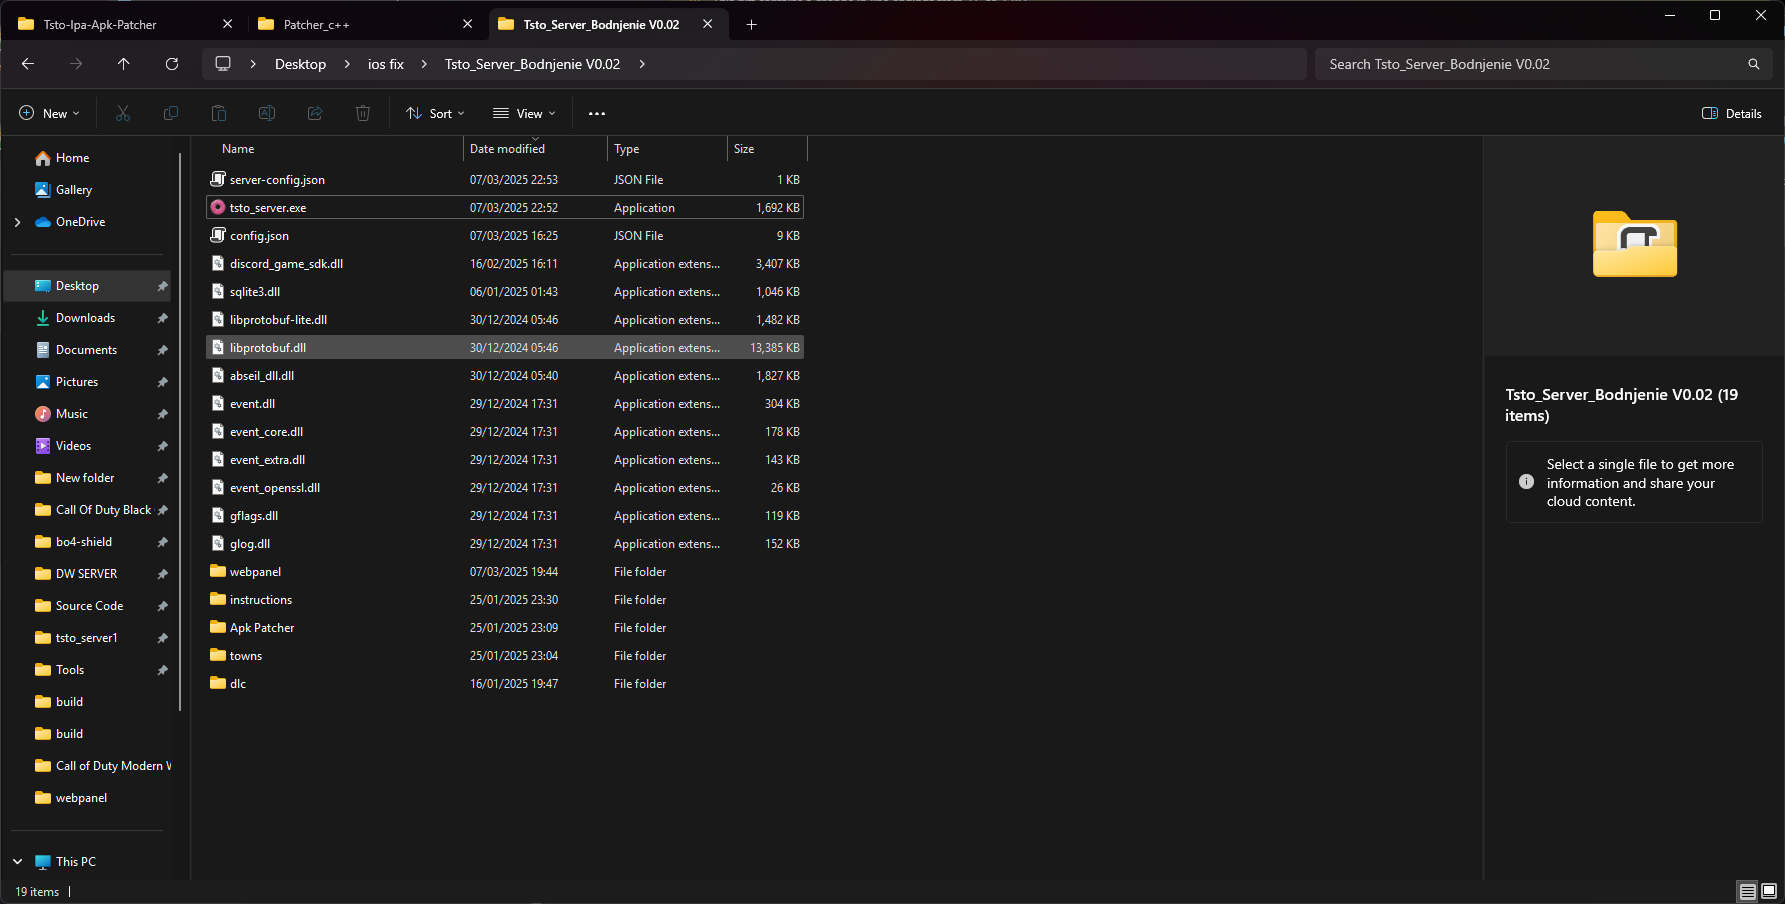 Tsto-Ipa-Apk-Patcher
Patcher_c++
Tsto_Server_Bodnjenie V0.02
Desktop
ios fix
Tsto_Server_Bodnjenie V0.02
Search Tsto_Server_Bodnjenie V0.02
New
Sort
View
Details
Home
Gallery
OneDrive
Desktop
Downloads
Documents
Pictures
Music
Videos
New folder
Call Of Duty Black
bo4-shield
DW SERVER
Source Code
tsto_server1
Tools
build
build
Call of Duty Modern W
webpanel
This PC
Name Date modified Type Size
server-config.json 07/03/2025 22:53 JSON File 1 KB
tsto_server.exe 07/03/2025 22:52 Application 1,692 KB
config.json 07/03/2025 16:25 JSON File 9 KB
discord_game_sdk.dll 16/02/2025 16:11 Application extens... 3,407 KB
sqlite3.dll 06/01/2025 01:43 Application extens... 1,046 KB
libprotobuf-lite.dll 30/12/2024 05:46 Application extens... 1,482 KB
libprotobuf.dll 30/12/2024 05:46 Application extens... 13,385 KB
abseil_dll.dll 30/12/2024 05:40 Application extens... 1,827 KB
event.dll 29/12/2024 17:31 Application extens... 304 KB
event_core.dll 29/12/2024 17:31 Application extens... 178 KB
event_extra.dll 29/12/2024 17:31 Application extens... 143 KB
event_openssl.dll 29/12/2024 17:31 Application extens... 26 KB
gflags.dll 29/12/2024 17:31 Application extens... 119 KB
glog.dll 29/12/2024 17:31 Application extens... 152 KB
webpanel 07/03/2025 19:44 File folder
instructions 25/01/2025 23:30 File folder
Apk Patcher 25/01/2025 23:09 File folder
towns 25/01/2025 23:04 File folder
dlc 16/01/2025 19:47 File folder
Tsto_Server_Bodnjenie V0.02 (19
items)
Select a single file to get more
information and share your
cloud content.
19 items